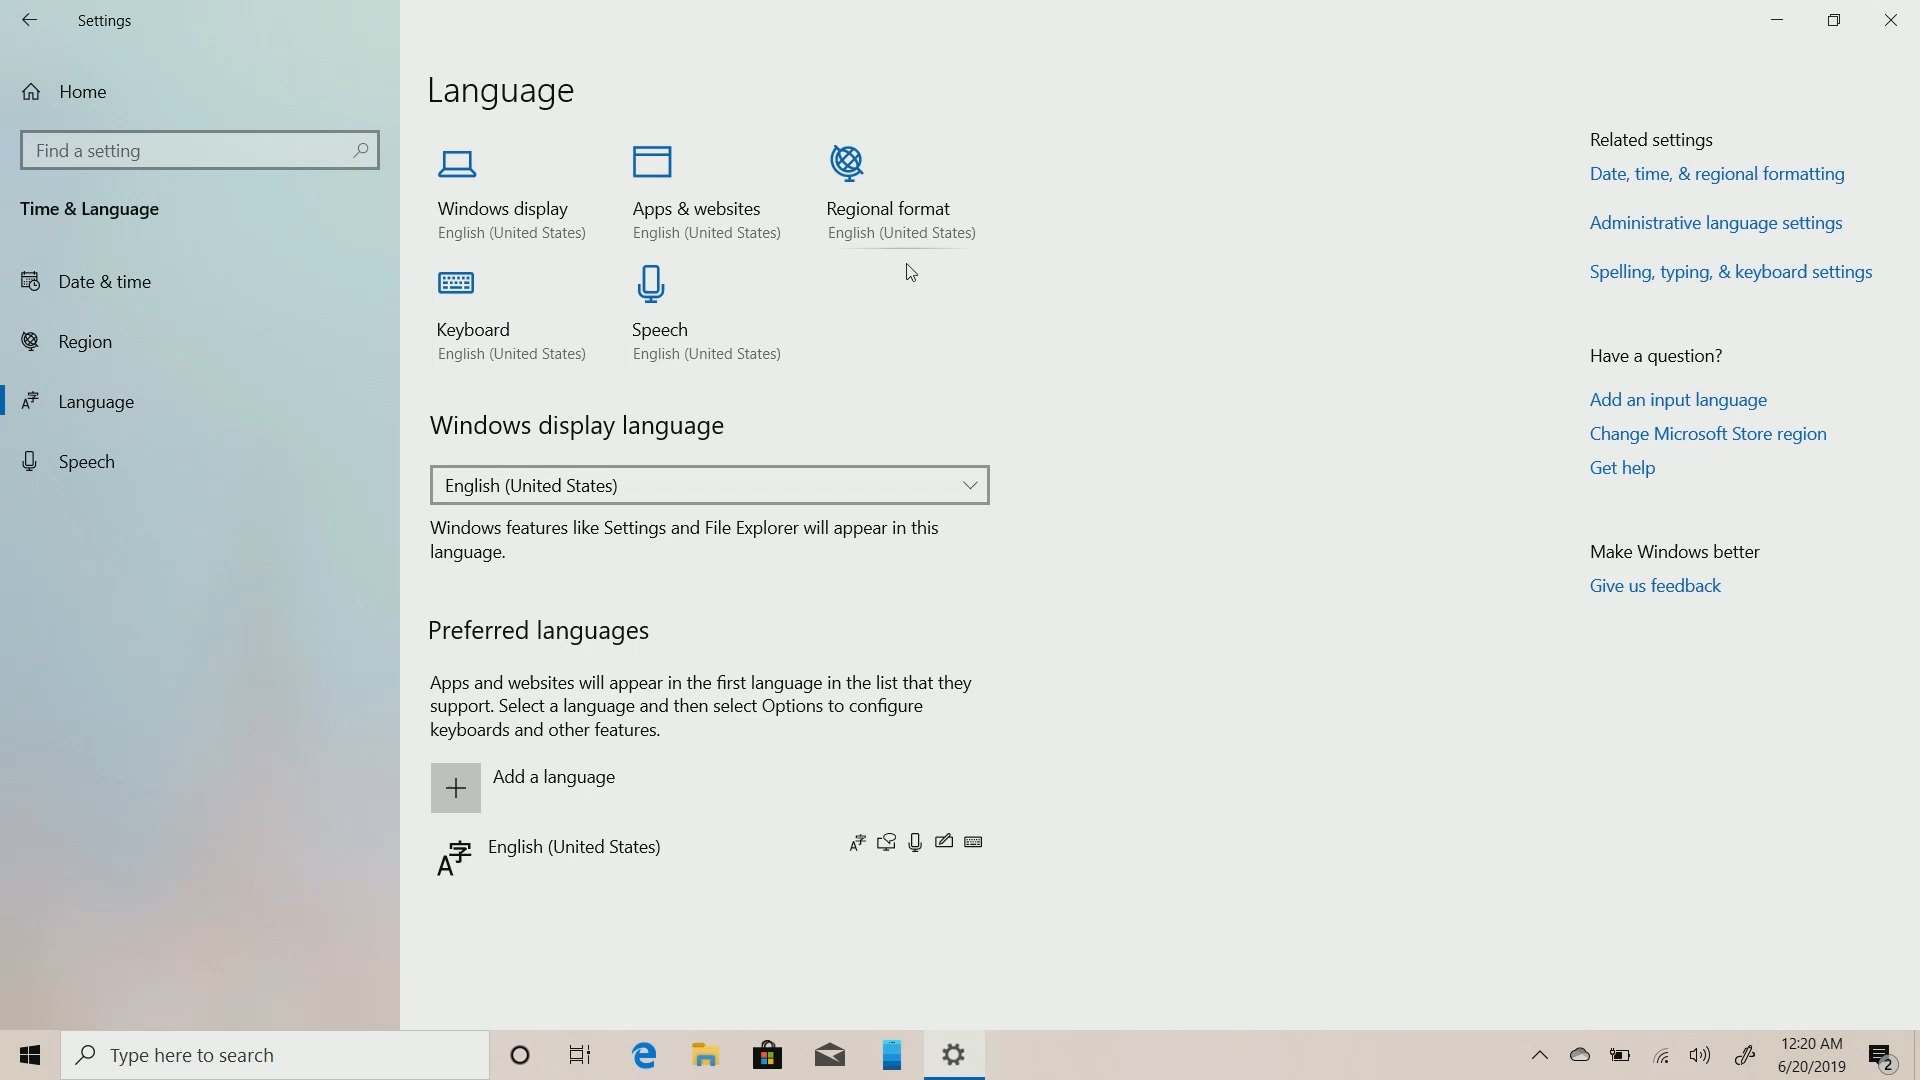 Settings
Home
Find a setting
Time & Language
Date & time
Region
Language
Speech
Language
Windows display
English (United States)
Apps & websites
English (United States)
Regional format
English (United States)
Keyboard
English (United States)
Speech
English (United States)
Windows display language
English (United States)
Windows features like Settings and File Explorer will appear in this
language.
Preferred languages
Apps and websites will appear in the first language in the list that they
support. Select a language and then select Options to configure
keyboards and other features.
Add a language
A字 English (United States)
Related settings
Date, time, & regional formatting
Administrative language settings
Spelling, typing, & keyboard settings
Have a question?
Add an input language
Change Microsoft Store region
Get help
Make Windows better
Give us feedback
Type here to search
12:20 AM
6/20/2019
2